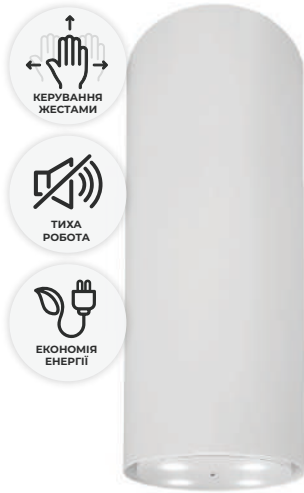 КЕРУВАННЯ
ЖЕСТАМИ
ТИХА
РОБОТА
ЕКОНОМІЯ
ЕНЕРГІЇ